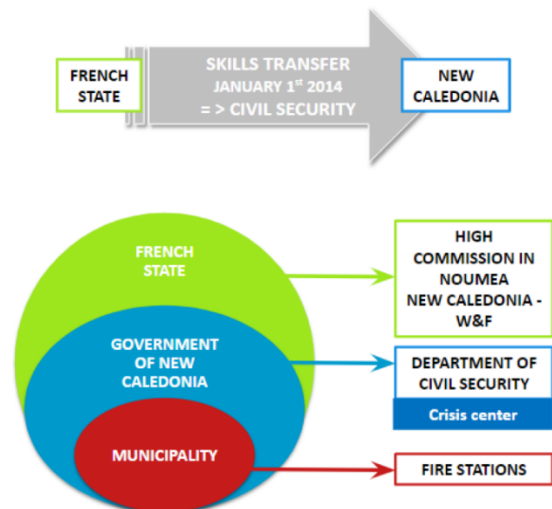 FRENCH
STATE
SKILLS TRANSFER
JANUARY 1st 2014
= > CIVIL SECURITY
NEW
CALEDONIA
FRENCH
STATE
HIGH
COMMISSION IN
NOUMEA
NEW CALEDONIA -
W&F
GOVERNMENT
OF NEW
CALEDONIA
DEPARTMENT OF
CIVIL SECURITY
Crisis center
MUNICIPALITY
FIRE STATIONS